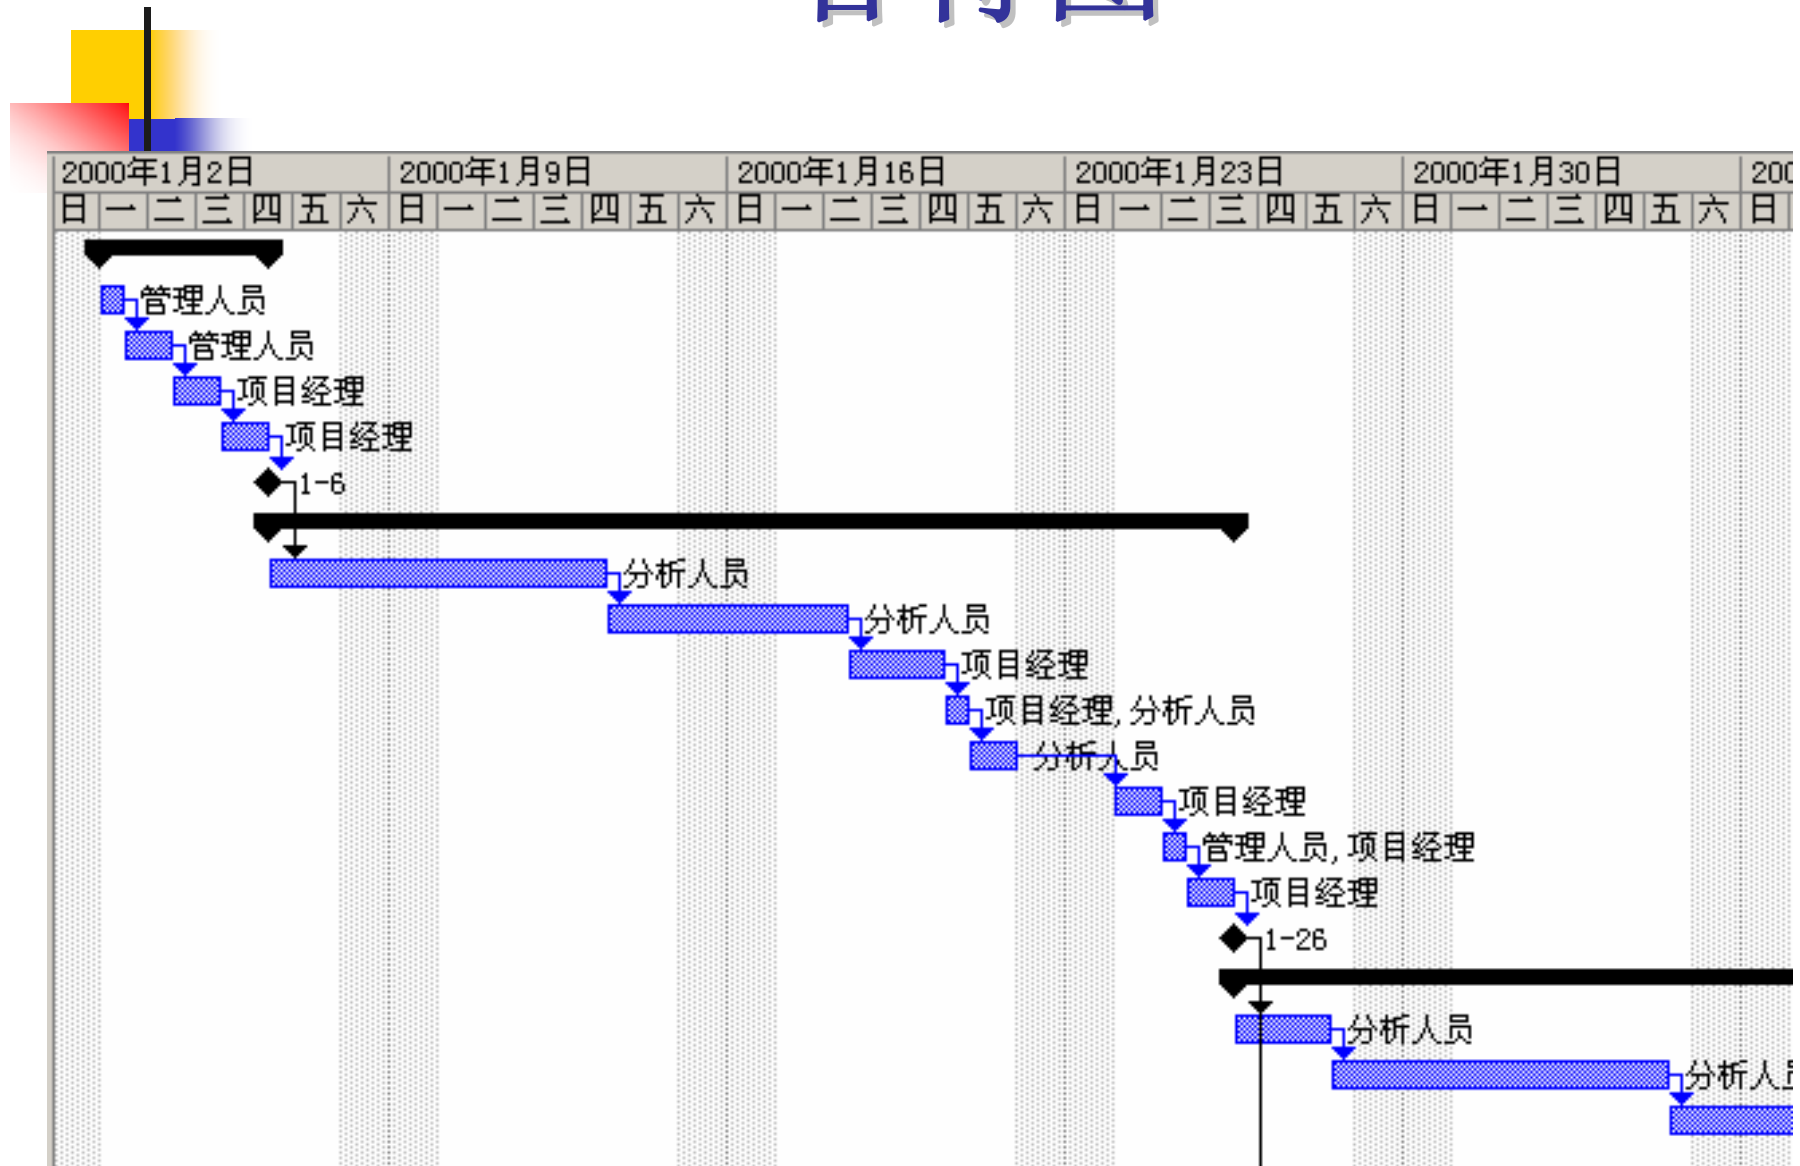 2000年1月2日 2000年1月9日 2000年1月16日 2000年1月23日 2000年1月30日
日 一 二 三 四 五 六 日 一 二 三 四 五 六 日 一 二 三 四 五 六 日 一 二 三 四 五 六 日 一 二 三 四 五 六 日
管理人员
管理人员
项目经理
项目经理
1-6
分析人员
分析人员
项目经理
项目经理, 分析人员
分析人员
项目经理
管理人员, 项目经理
项目经理
1-26
分析人员
分析人员